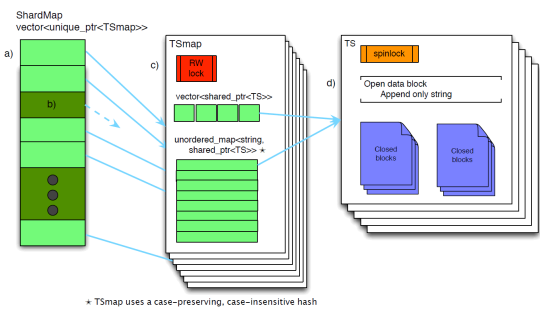 ShardMap
vector<unique_ptr<TSmap>>
a)
b)
c)
TSmap
RW
lock
vector<shared_ptr<TS>>
unordered_map<string,
shared_ptr<TS>> ★
d)
TS
spinlock
Open data block
Append only string
Closed
blocks
Closed
blocks
★ TSmap uses a case-preserving, case-insensitive hash